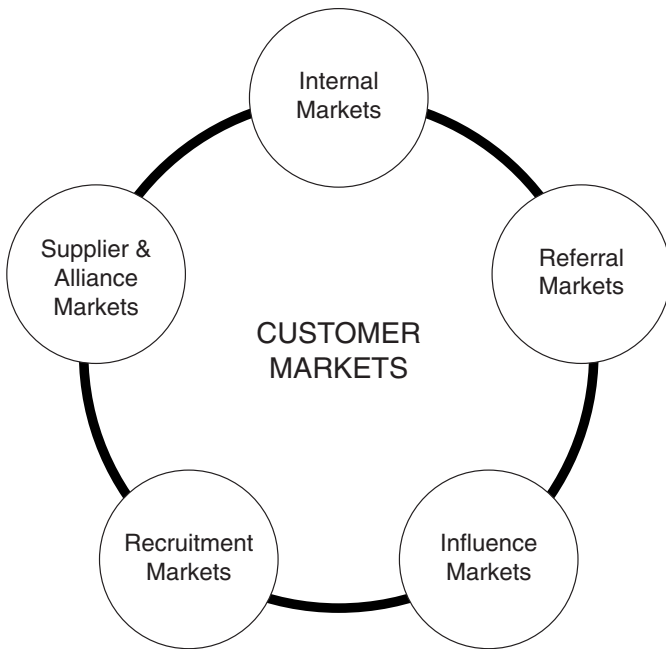 Internal
Markets
Supplier &
Alliance
Markets
Referral
Markets
CUSTOMER
MARKETS
Recruitment
Markets
Influence
Markets